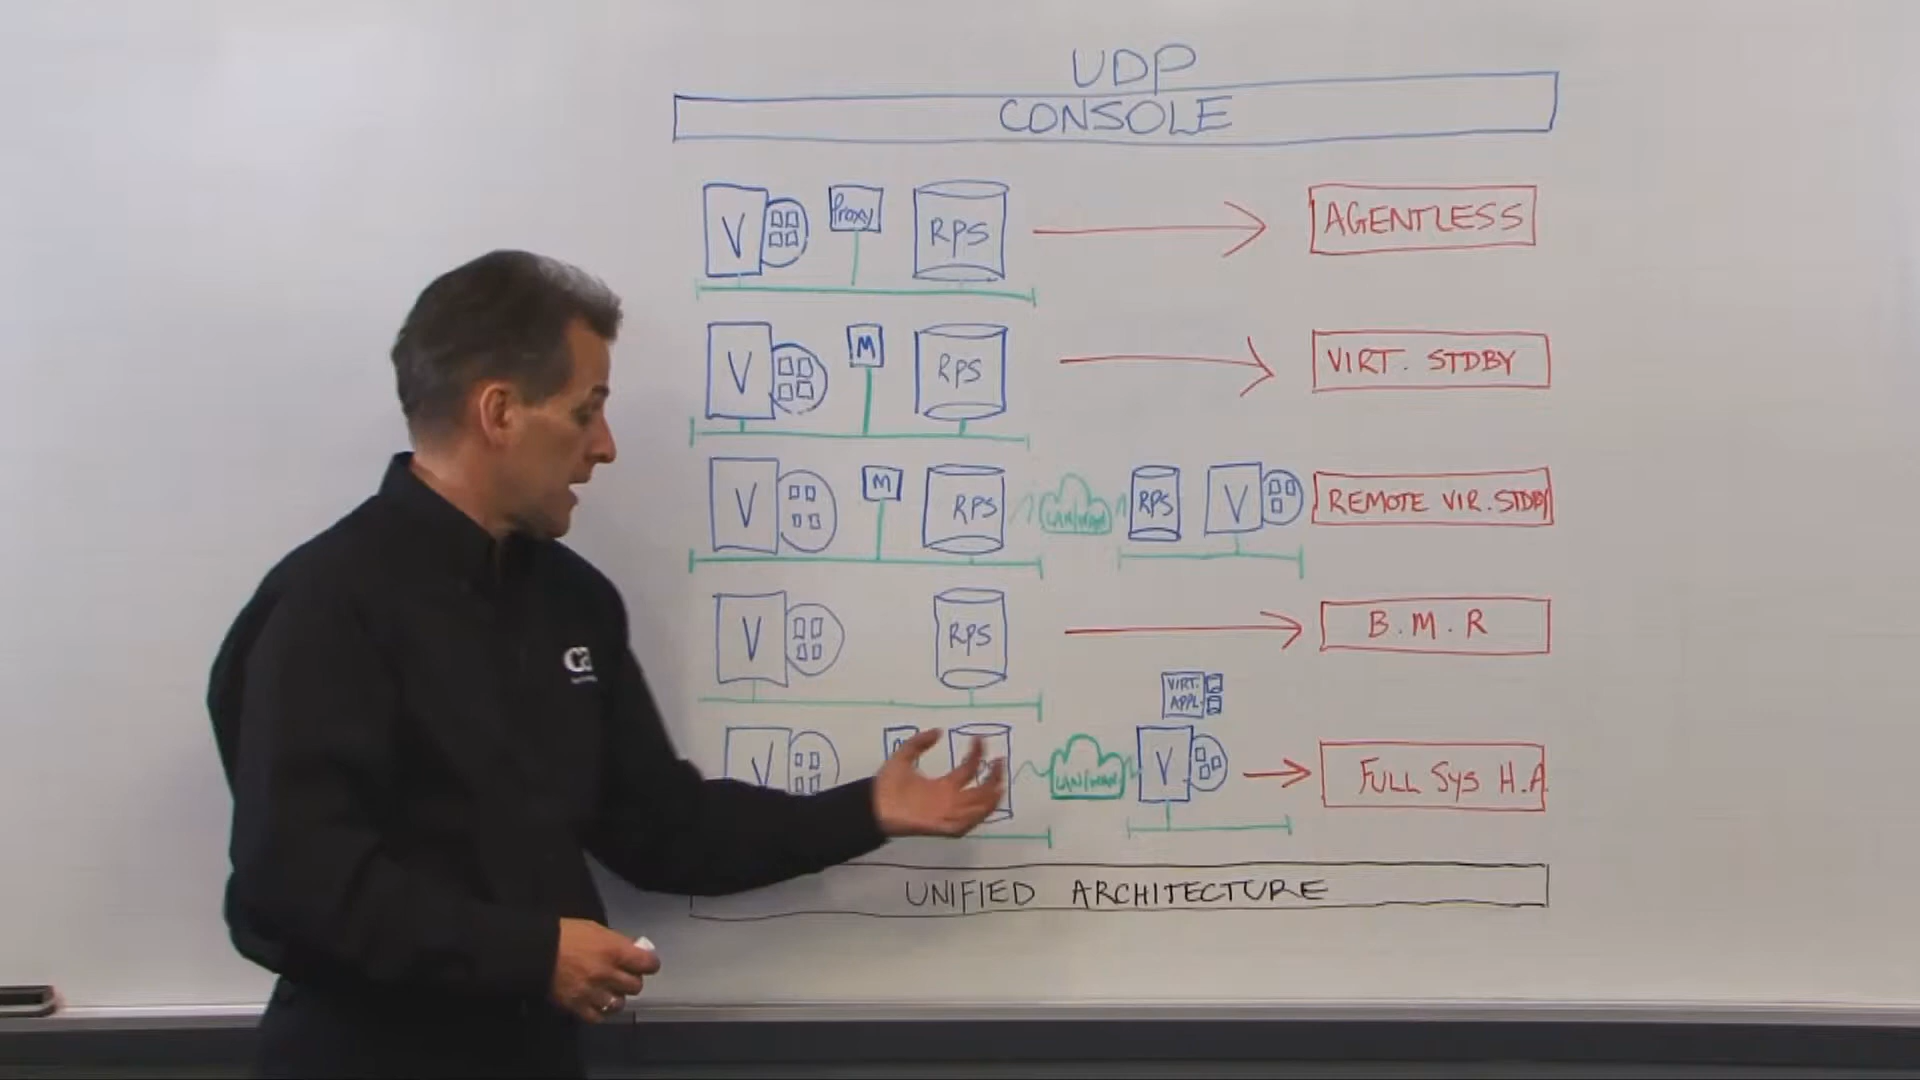 UDP
CONSOLE
V Proxy RPS AGENTLESS
V M RPS VIRT. STDBY
V M RPS LAN/WAN RPS V REMOTE VIR. STDBY
V RPS B.M.R
VIRT.
APPL.
V LAN/WAN V FULL SYS H.A
UNIFIED ARCHITECTURE
ca